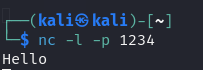 ┌──(kali㉿kali)-[~]
└─$ nc -l -p 1234
Hello